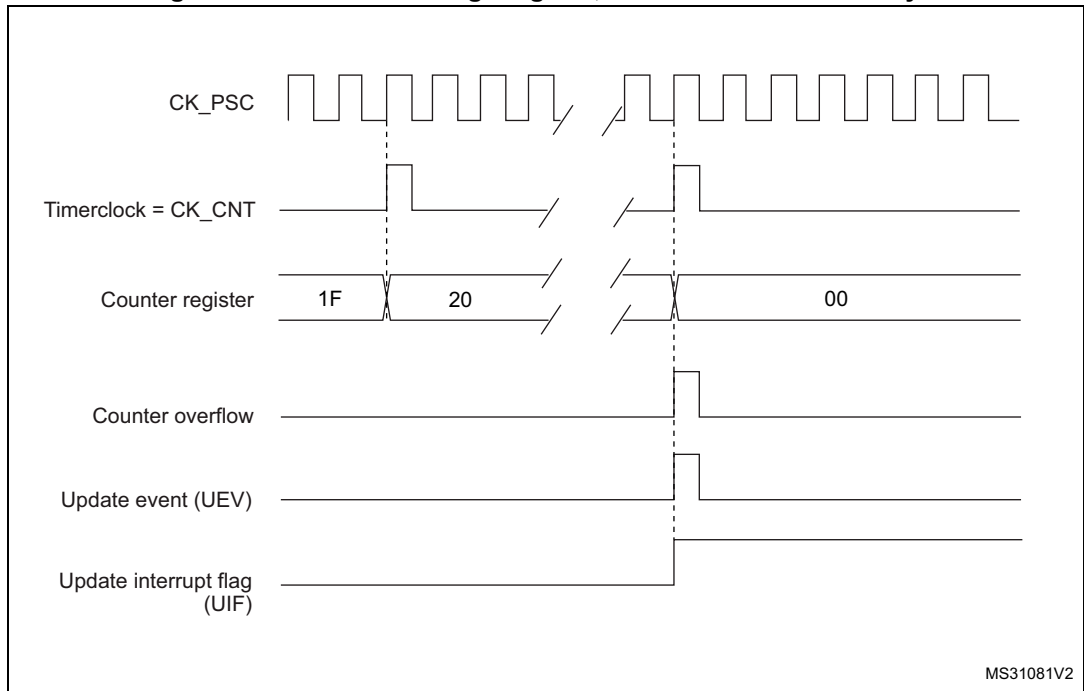 CK_PSC
Timerclock = CK_CNT
Counter register
1F
20
00
Counter overflow
Update event (UEV)
Update interrupt flag
(UIF)
MS31081V2